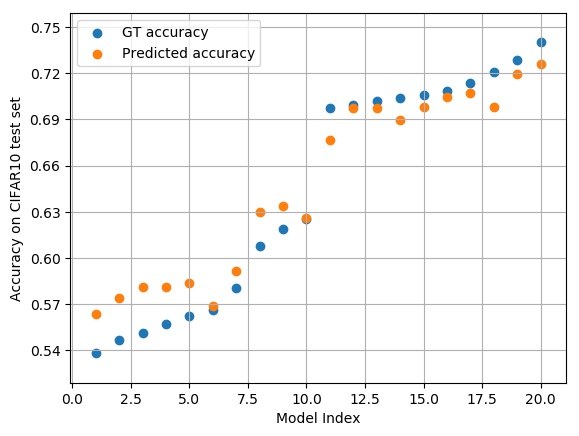 GT accuracy
Predicted accuracy
Accuracy on CIFAR10 test set
0.75
0.72
0.69
0.66
0.63
0.60
0.57
0.54
0.0 2.5 5.0 7.5 10.0 12.5 15.0 17.5 20.0
Model Index